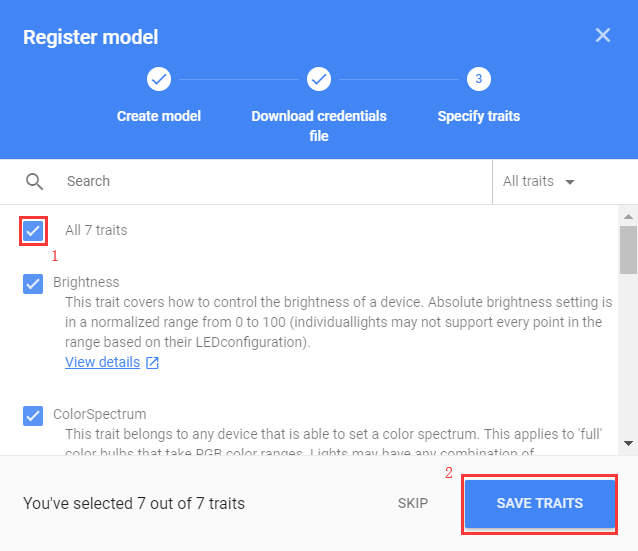 Register model
Create model
Download credentials
file
3
Specify traits
Search
All traits
All 7 traits
1
Brightness
This trait covers how to control the brightness of a device. Absolute brightness setting is
in a normalized range from 0 to 100 (individuallights may not support every point in the
range based on their LEDconfiguration).
View details
ColorSpectrum
This trait belongs to any device that is able to set a color spectrum. This applies to 'full'
color bulbs that take RGB color ranges. Lights may have any combination of
2
You've selected 7 out of 7 traits
SKIP
SAVE TRAITS